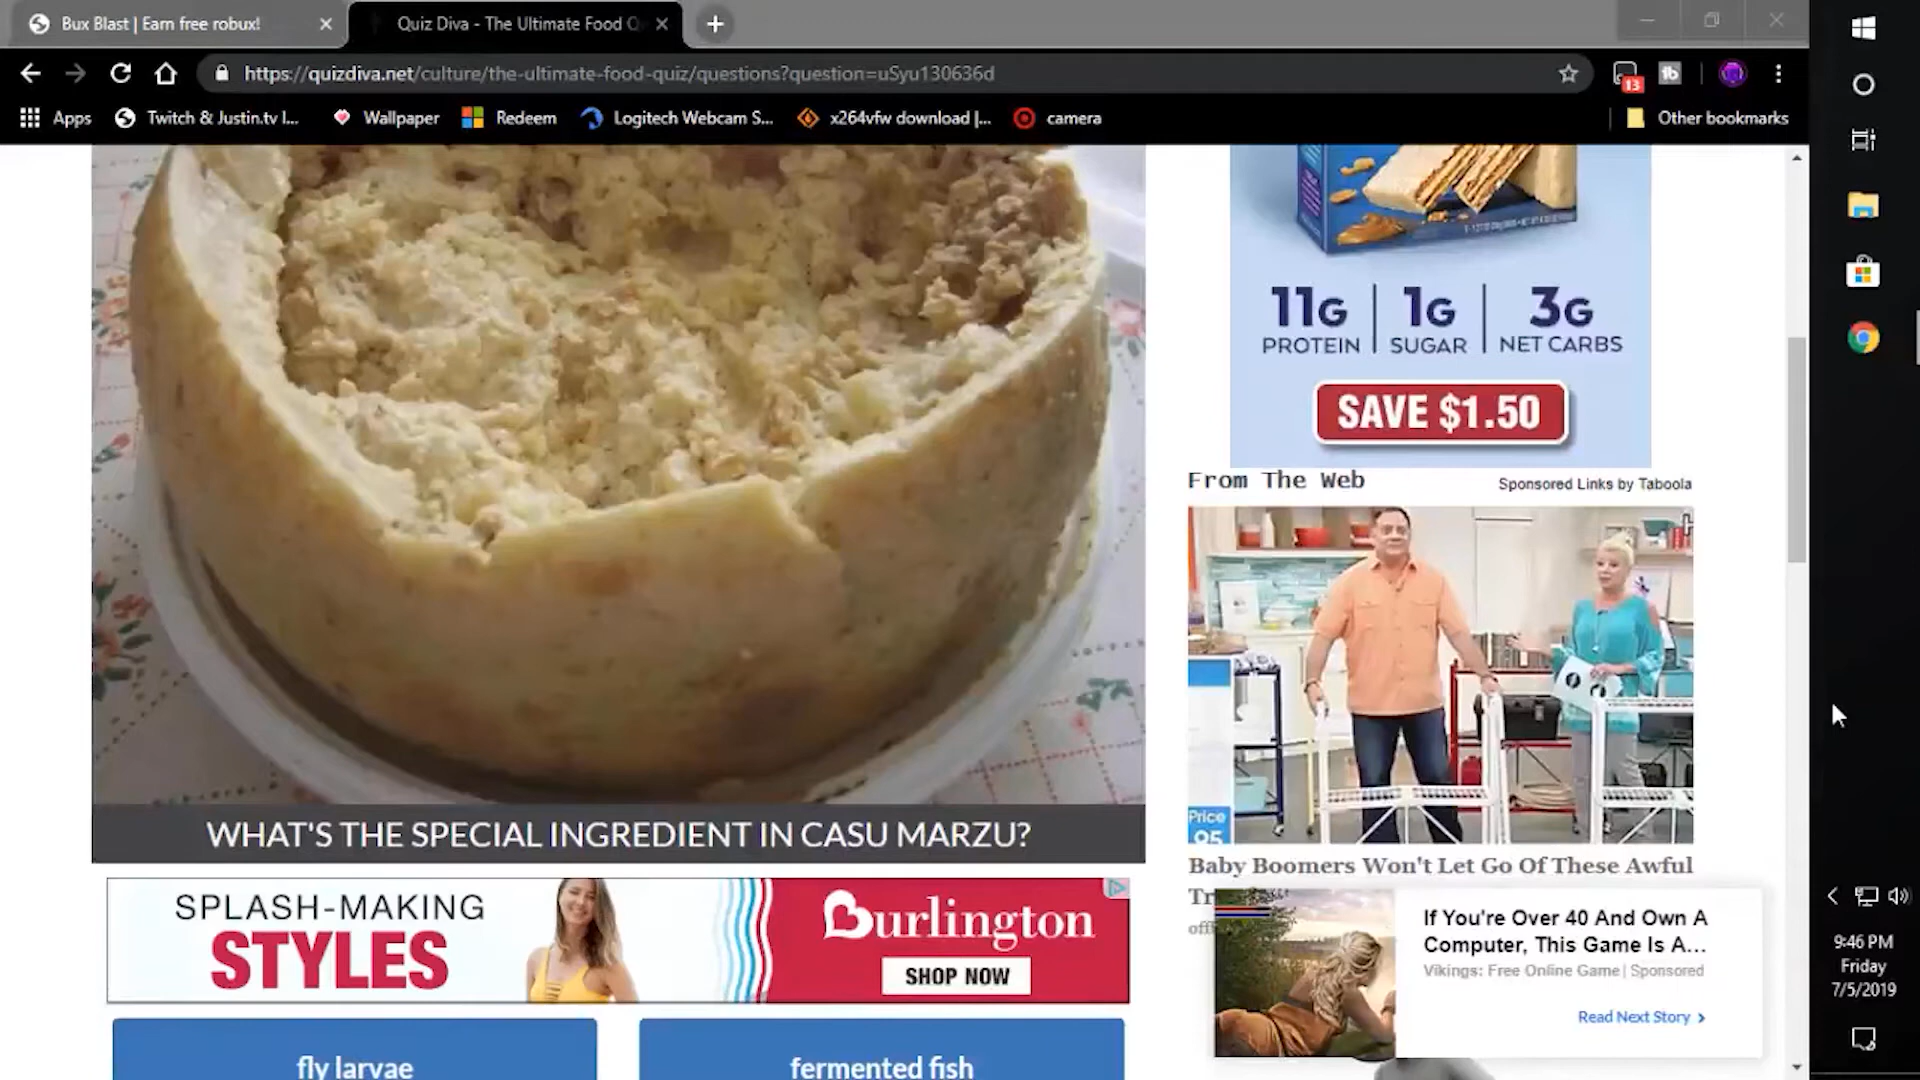 Bux Blast | Earn free robux!
Quiz Diva - The Ultimate Food Q
https://quizdiva.net/culture/the-ultimate-food-quiz/questions?question=uSyu130636d
13
tb
Apps
Twitch & Justin.tv l...
Wallpaper
Redeem
Logitech Webcam S...
x264vfw download |...
camera
Other bookmarks
11G PROTEIN
1G SUGAR
3G NET CARBS
SAVE $1.50
From The Web
Sponsored Links by Taboola
Price
95
WHAT'S THE SPECIAL INGREDIENT IN CASU MARZU?
Baby Boomers Won't Let Go Of These Awful
Tr
offi
SPLASH-MAKING
STYLES
Burlington
SHOP NOW
If You're Over 40 And Own A
Computer, This Game Is A...
Vikings: Free Online Game | Sponsored
Read Next Story
fly larvae
fermented fish
9:46 PM
Friday
7/5/2019